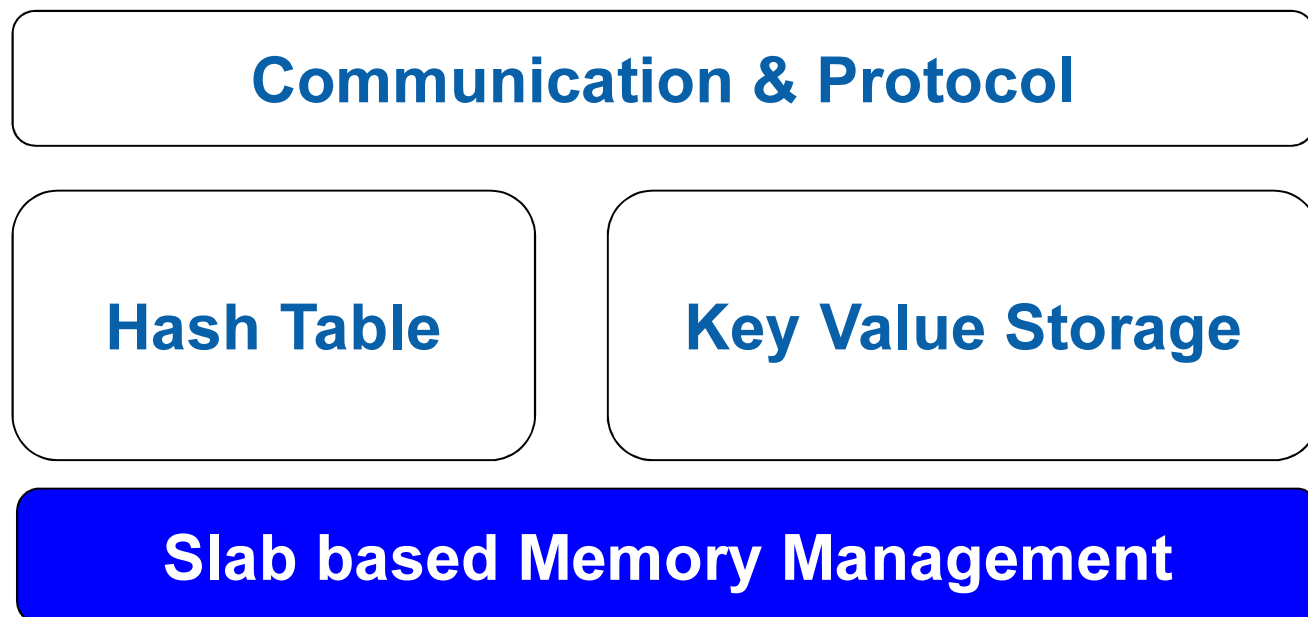 Communication & Protocol
Hash Table
Key Value Storage
Slab based Memory Management